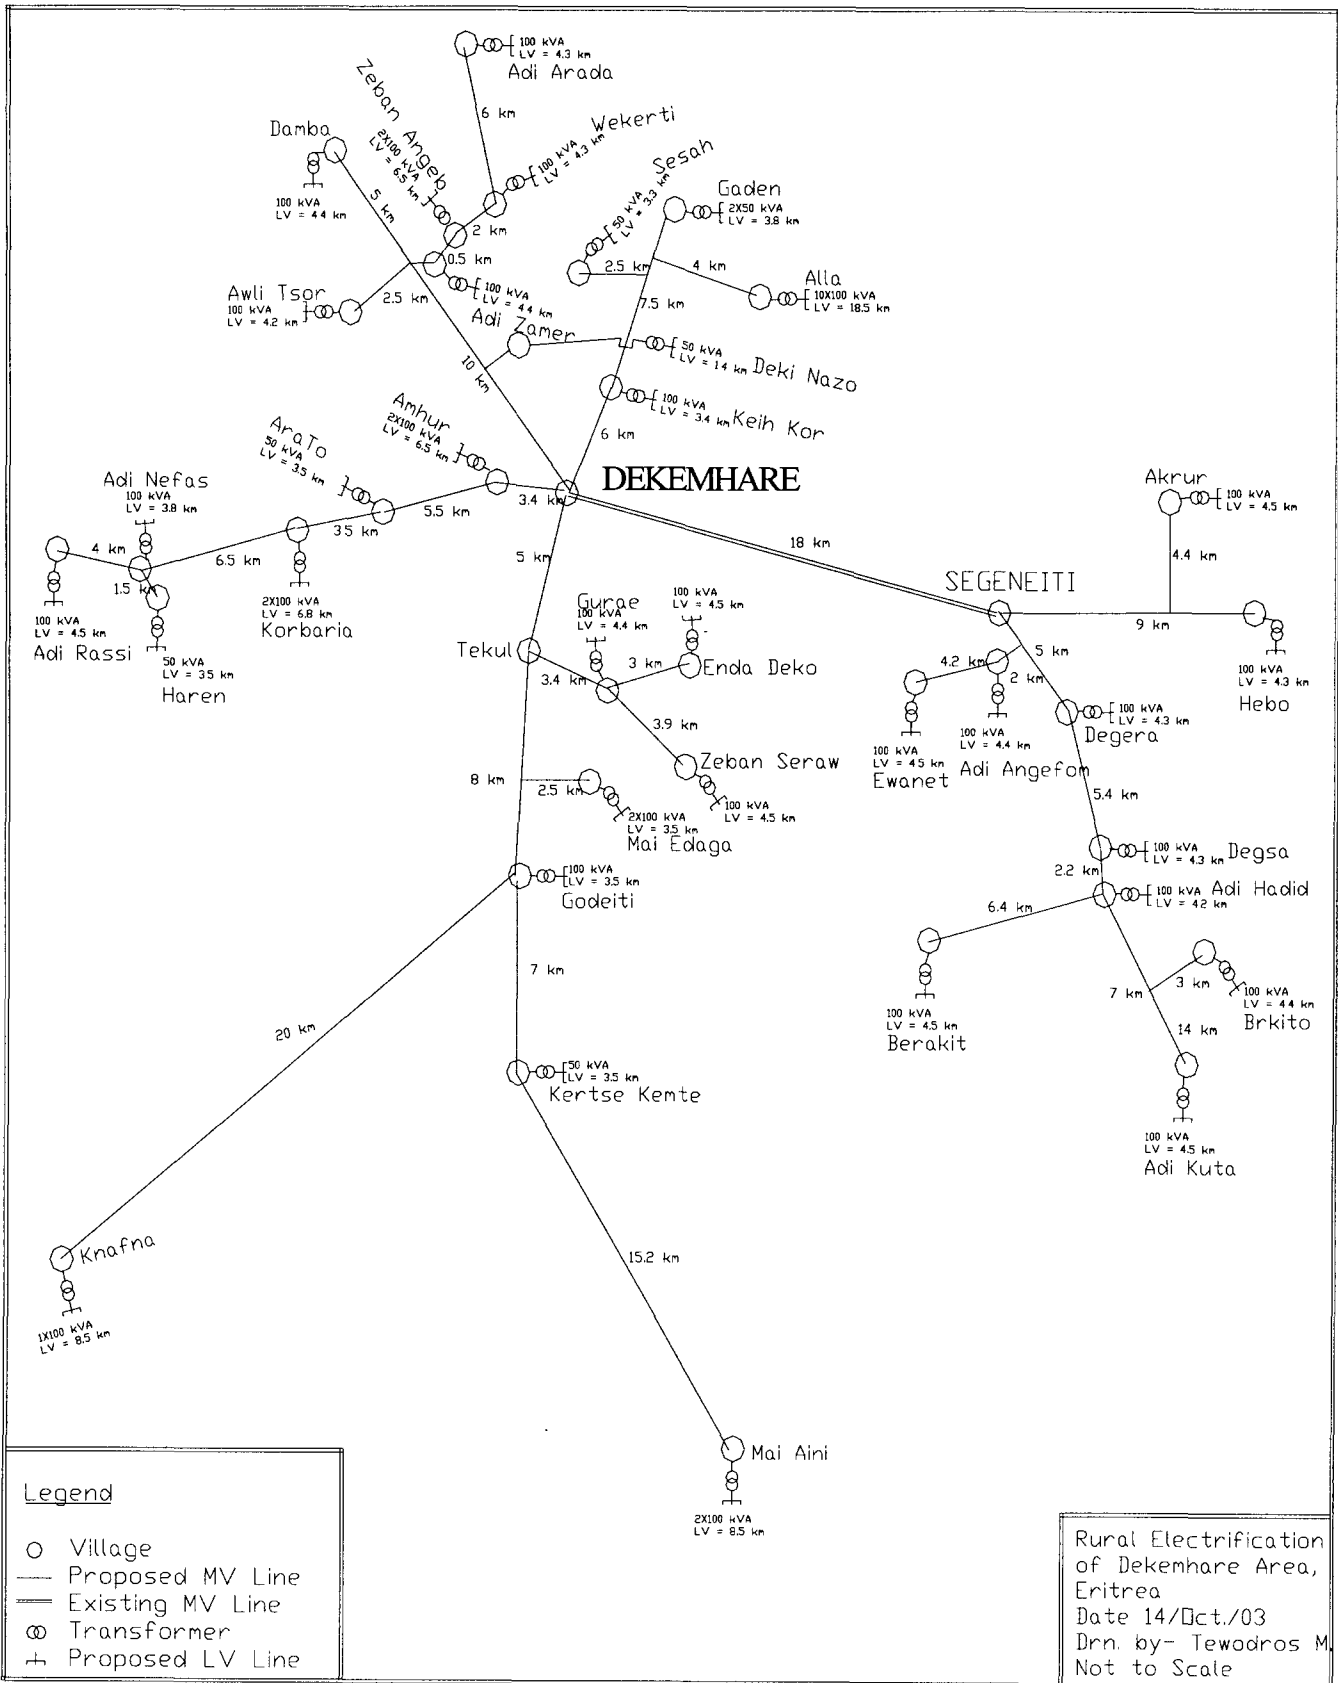 100 kVA
LV = 4.3 km
Adi Arada
6 km
Zeban Angeb
2X100 kVA
LV = 6.5 km
Wekerti
100 kVA
LV = 4.3 km
Damba
100 kVA
LV = 44 km
5 km
2 km
0.5 km
Sesah
50 kVA
LV = 3.3 km
Gaden
2X50 kVA
LV = 3.8 km
2.5 km
4 km
Alla
10X100 kVA
LV = 18.5 km
7.5 km
Awli Tsor
100 kVA
LV = 4.2 km
2.5 km
100 kVA
LV = 44 km
Adi Zamer
50 kVA
LV = 14 km
Deki Nazo
10 km
100 kVA
LV = 3.4 km
Keih Kor
6 km
Amhur
2X100 kVA
LV = 6.5 km
AraTo
50 kVA
LV = 35 km
DEKEMHARE
3.4 km
5.5 km
35 km
6.5 km
Adi Nefas
100 kVA
LV = 3.8 km
4 km
1.5 km
100 kVA
LV = 4.5 km
Adi Rassi
50 kVA
LV = 35 km
Haren
2X100 kVA
LV = 6.8 km
Korbaria
5 km
18 km
Akrur
100 kVA
LV = 4.5 km
4.4 km
SEGENEITI
9 km
100 kVA
LV = 4.3 km
Hebo
Tekul
Gurae
100 kVA
LV = 4.4 km
100 kVA
LV = 4.5 km
3 km
Enda Deko
3.4 km
3.9 km
Zeban Seraw
100 kVA
LV = 4.5 km
5 km
4.2 km
2 km
100 kVA
LV = 45 km
Ewanet
100 kVA
LV = 4.4 km
Adi Angefom
100 kVA
LV = 4.3 km
Degera
8 km
2.5 km
2X100 kVA
LV = 3.5 km
Mai Edaga
5.4 km
100 kVA
LV = 4.3 km
Degsa
2.2 km
100 kVA
LV = 42 km
Adi Hadid
100 kVA
LV = 3.5 km
Godeiti
6.4 km
100 kVA
LV = 4.5 km
Berakit
7 km
3 km
100 kVA
LV = 44 km
Brkito
14 km
100 kVA
LV = 4.5 km
Adi Kuta
7 km
20 km
50 kVA
LV = 3.5 km
Kertse Kemte
Knafna
1X100 kVA
LV = 8.5 km
15.2 km
Mai Aini
2X100 kVA
LV = 8.5 km
Legend
Village
Proposed MV Line
Existing MV Line
Transformer
Proposed LV Line
Rural Electrification
of Dekemhare Area,
Eritrea
Date 14/Oct./03
Drn. by- Tewodros M.
Not to Scale